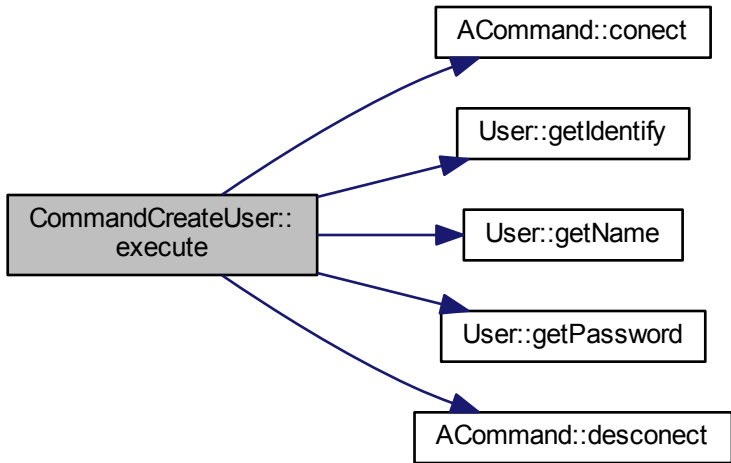 ACommand::conect
User::getIdentify
CommandCreateUser::
execute
User::getName
User::getPassword
ACommand::desconect